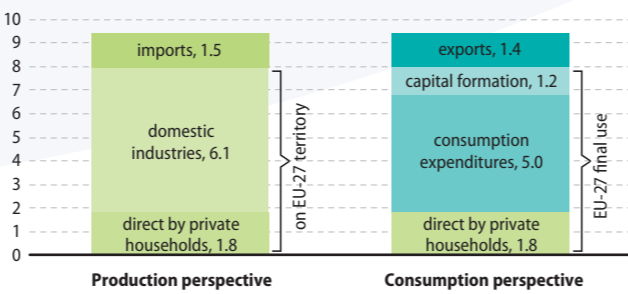 10
9
8
7
6
5
4
3
2
1
0
imports, 1.5
domestic
industries, 6.1
direct by private
households, 1.8
on EU-27 territory
exports, 1.4
capital formation, 1.2
consumption
expenditures, 5.0
direct by private
households, 1.8
EU-27 final use
Production perspective
Consumption perspective